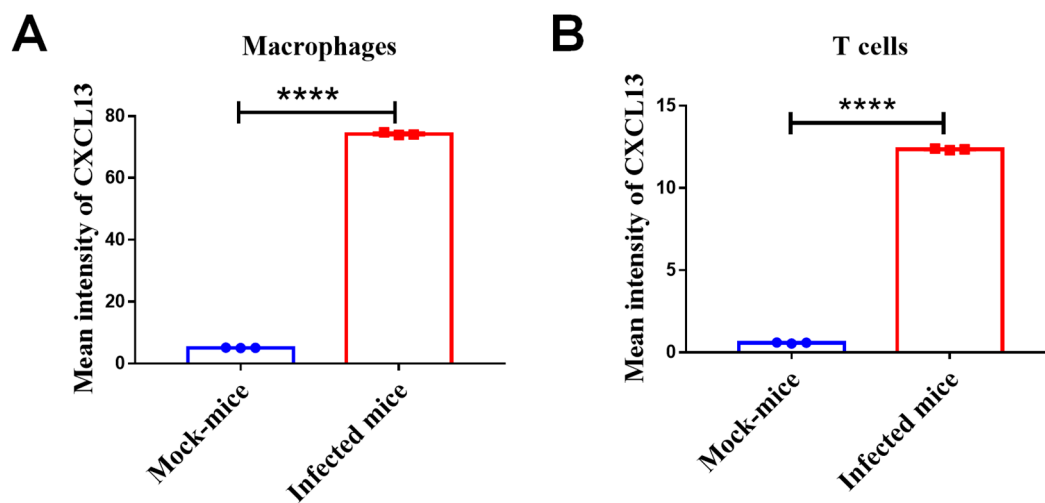 A
Macrophages
****
Mean intensity of CXCL13
80
60
40
20
0
Mock-mice
Infected mice
B
T cells
****
Mean intensity of CXCL13
15
10
5
0
Mock-mice
Infected mice